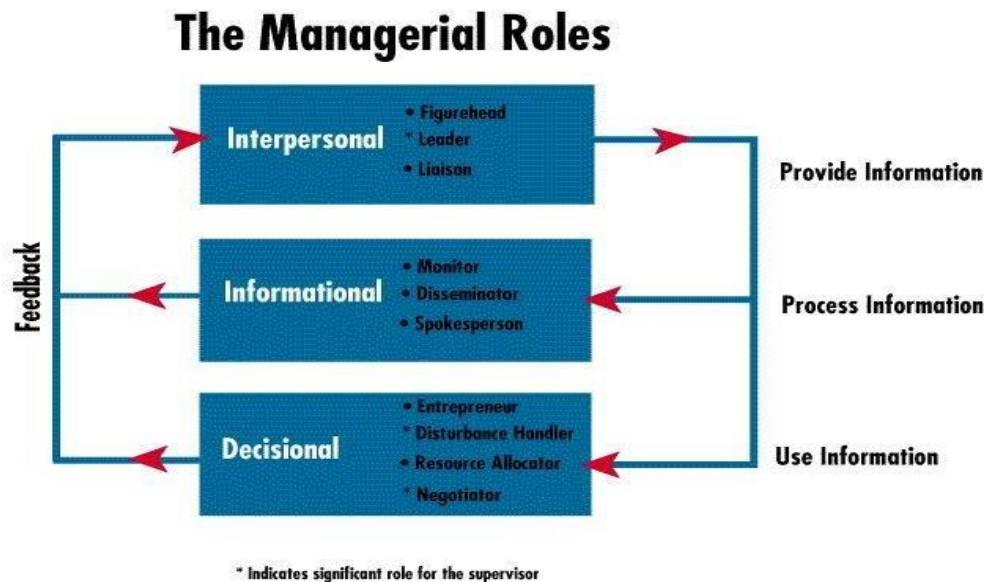 The Managerial Roles
Interpersonal
• Figurehead
* Leader
• Liaison
Provide Information
Feedback
Informational
• Monitor
• Disseminator
• Spokesperson
Process Information
Decisional
• Entrepreneur
* Disturbance Handler
• Resource Allocator
* Negotiator
Use Information
* Indicates significant role for the supervisor